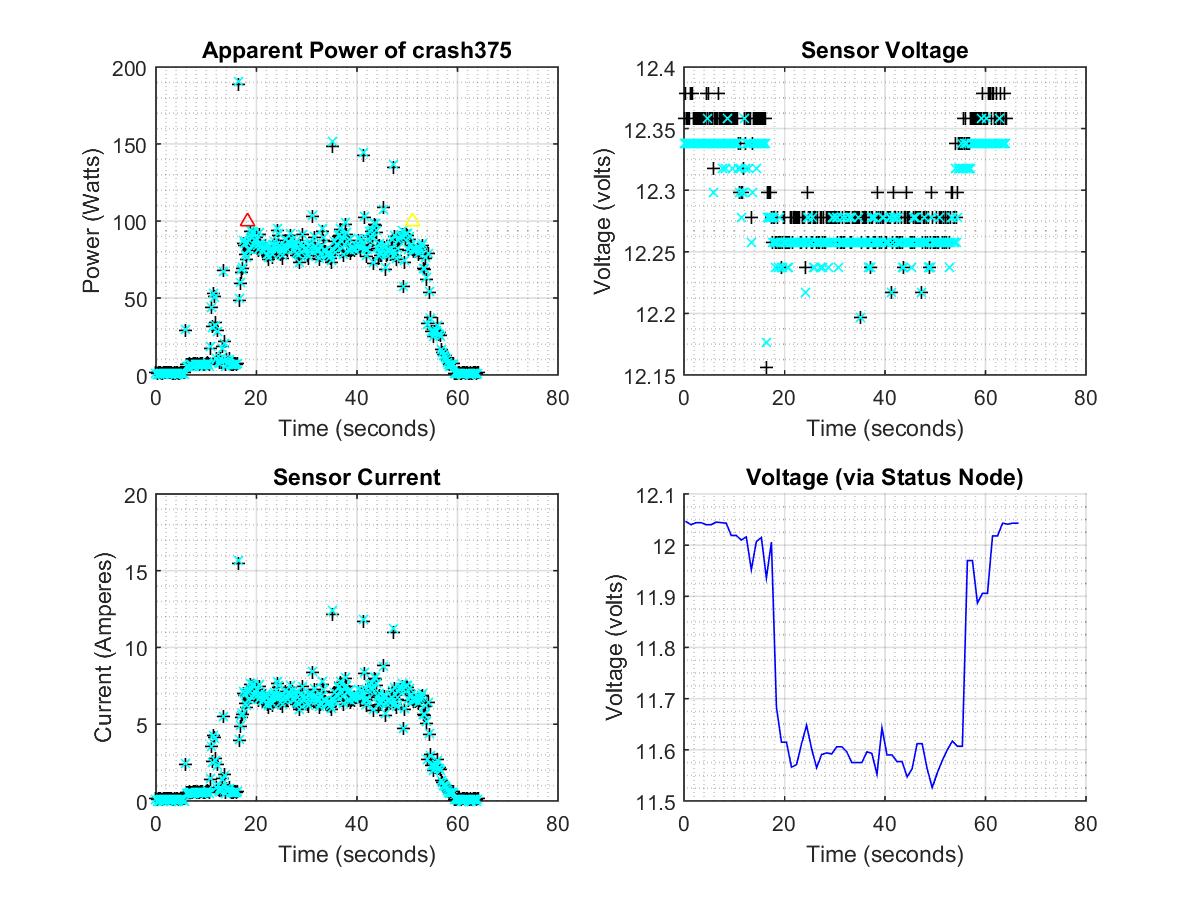 Apparent Power of crash375
200
150
100
50
0
Power (Watts)
0 20 40 60 80
Time (seconds)
Sensor Voltage
12.4
12.35
12.3
12.25
12.2
12.15
Voltage (volts)
0 20 40 60 80
Time (seconds)
Sensor Current
20
15
10
5
0
Current (Amperes)
0 20 40 60 80
Time (seconds)
Voltage (via Status Node)
12.1
12
11.9
11.8
11.7
11.6
11.5
Voltage (volts)
0 20 40 60 80
Time (seconds)